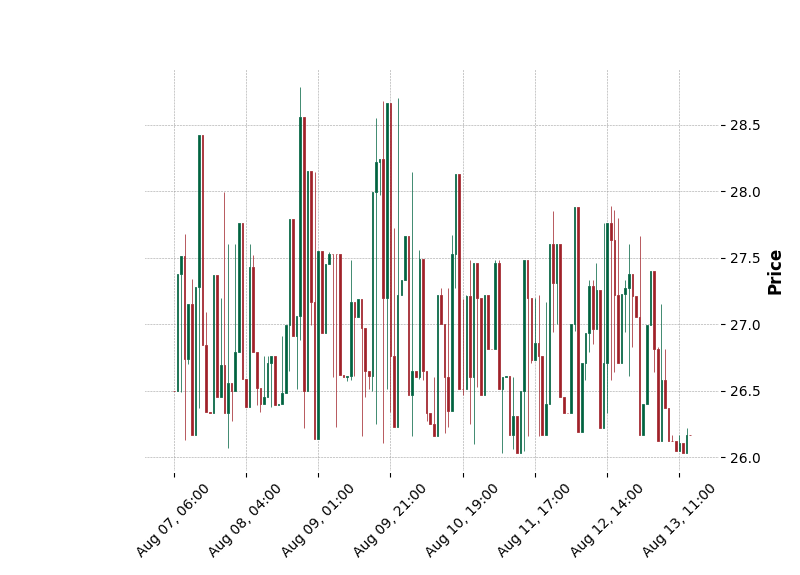 28.5
28.0
27.5
27.0
26.5
26.0
Price
Aug 07, 06:00
Aug 08, 04:00
Aug 09, 01:00
Aug 09, 21:00
Aug 10, 19:00
Aug 11, 17:00
Aug 12, 14:00
Aug 13, 11:00